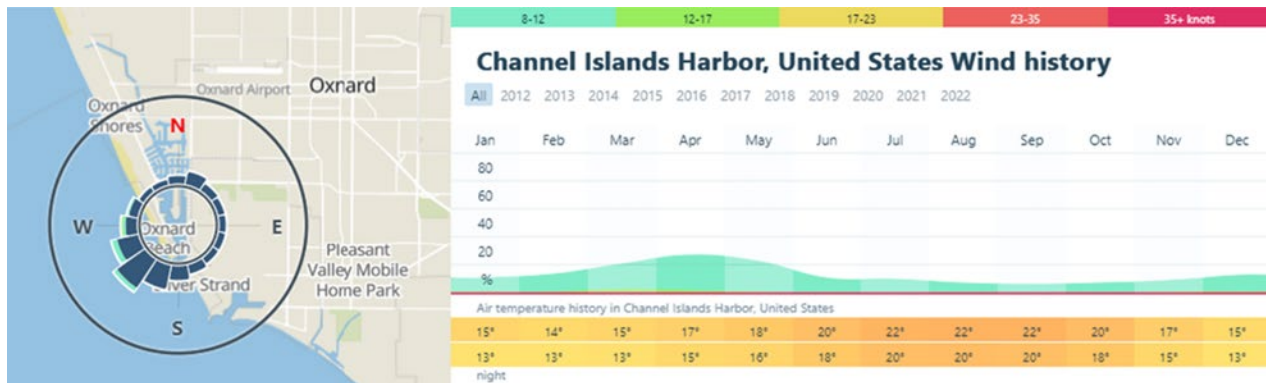 Oxnard Airport
Oxnard
Oxnard
Shores
N
W
E
S
Oxnard
Beach
Pleasant
Valley Mobile
Home Park
Strand
8-12 12-17 17-23 23-35 35+ knots
Channel Islands Harbor, United States Wind history
All 2012 2013 2014 2015 2016 2017 2018 2019 2020 2021 2022
Jan Feb Mar Apr May Jun Jul Aug Sep Oct Nov Dec
80
60
40
20
%
Air temperature history in Channel Islands Harbor, United States
15° 14° 15° 17° 18° 20° 22° 22° 22° 20° 17° 15°
13° 13° 13° 15° 16° 18° 20° 20° 20° 18° 15° 13°
night